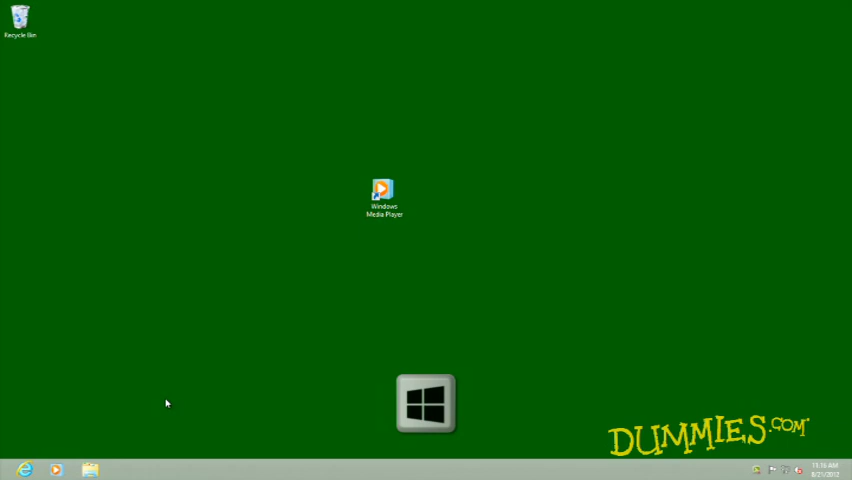 Recycle Bin
Windows
Media Player
DUMMIES.COM
11:16 AM
8/21/2012